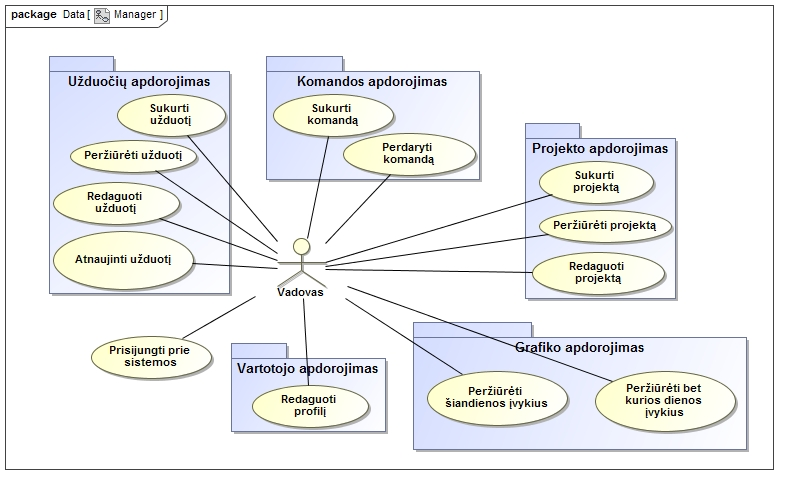 package Data [ Manager ]
Užduočių apdorojimas
Sukurti
užduotį
Peržiūrėti užduotį
Redaguoti
užduotį
Atnaujinti užduotį
Komandos apdorojimas
Sukurti
komandą
Perdaryti
komandą
Projekto apdorojimas
Sukurti
projektą
Peržiūrėti projektą
Redaguoti
projektą
Vadovas
Prisijungti prie
sistemos
Vartotojo apdorojimas
Redaguoti
profilį
Grafiko apdorojimas
Peržiūrėti
šiandienos įvykius
Peržiūrėti bet
kurios dienos
įvykius